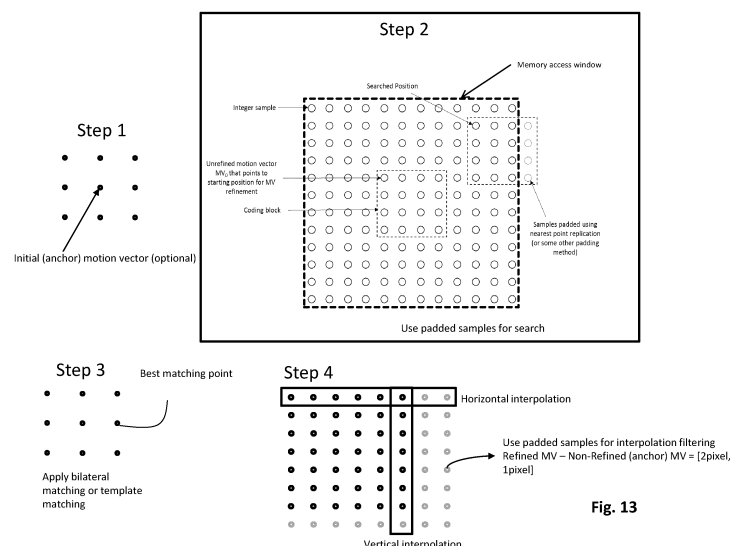 Step 1
Initial (anchor) motion vector (optional)
Step 2
Memory access window
Searched Position
Integer sample
Unrefined motion vector
MV₀ that points to
starting position for MV
refinement
Coding block
Samples padded using
nearest point replication
(or some other padding
method)
Use padded samples for search
Step 3
Best matching point
Apply bilateral
matching or template
matching
Step 4
Horizontal interpolation
Use padded samples for interpolation filtering
Refined MV – Non-Refined (anchor) MV = [2pixel,
1pixel]
Vertical interpolation
Fig. 13